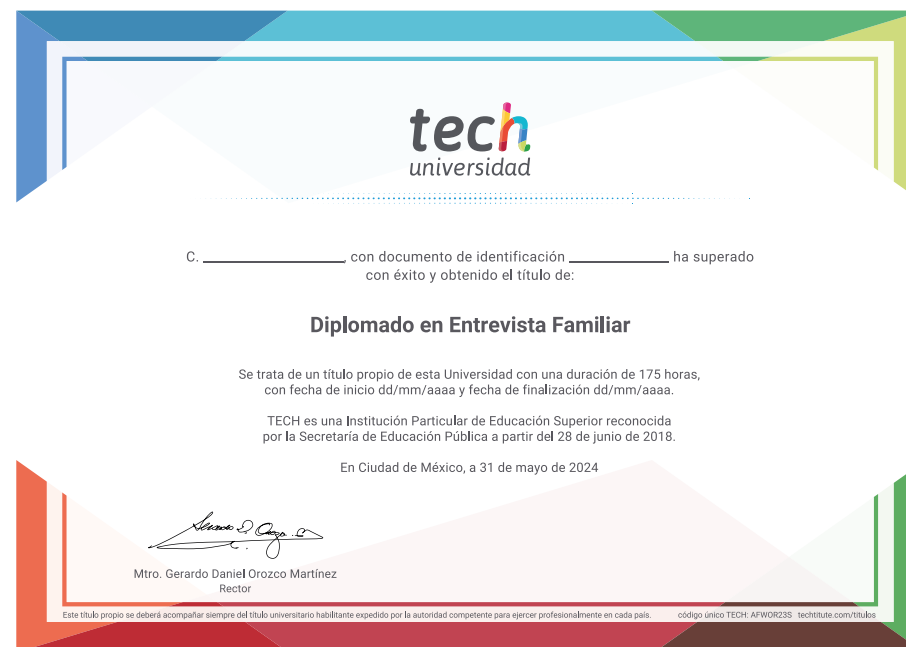 tech
universidad
C. ____________________, con documento de identificación ______________ ha superado
con éxito y obtenido el título de:
Diplomado en Entrevista Familiar
Se trata de un título propio de esta Universidad con una duración de 175 horas,
con fecha de inicio dd/mm/aaaa y fecha de finalización dd/mm/aaaa.
TECH es una Institución Particular de Educación Superior reconocida
por la Secretaría de Educación Pública a partir del 28 de junio de 2018.
En Ciudad de México, a 31 de mayo de 2024
Mtro. Gerardo Daniel Orozco Martínez
Rector
Este título propio se deberá acompañar siempre del título universitario habilitante expedido por la autoridad competente para ejercer profesionalmente en cada país. código único TECH: AFWOR23S techtitute.com/titulos